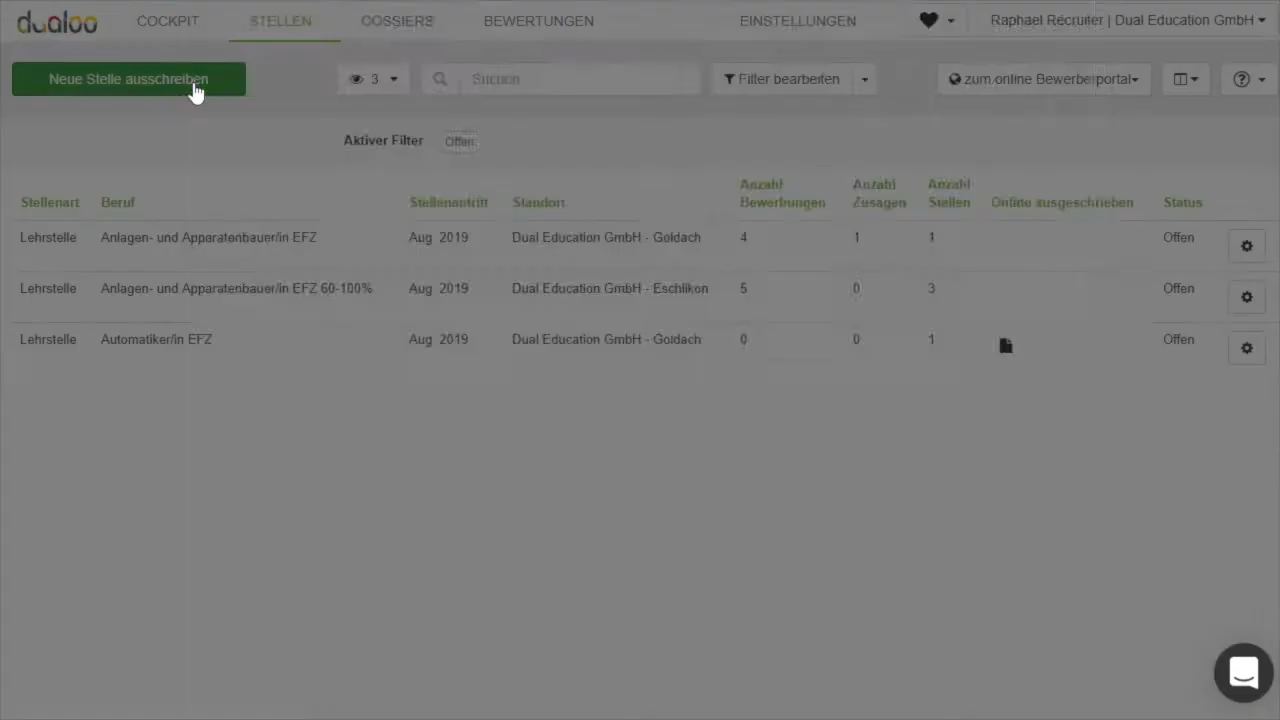 dualoo COCKPIT STELLEN DOSSIERS BEWERTUNGEN EINSTELLUNGEN Raphael Recruiter | Dual Education GmbH
Neue Stelle ausschreiben 3 Suchen Filter bearbeiten zum online Bewerberportal
Aktiver Filter Offen
Stellenart Beruf Stellenantritt Standort Anzahl Bewerbungen Anzahl Zusagen Anzahl Stellen Online ausgeschrieben Status
Lehrstelle Anlagen- und Apparatenbauer/in EFZ Aug 2019 Dual Education GmbH - Goldach 4 1 1 Offen
Lehrstelle Anlagen- und Apparatenbauer/in EFZ 60-100% Aug 2019 Dual Education GmbH - Eschlikon 5 0 3 Offen
Lehrstelle Automatiker/in EFZ Aug 2019 Dual Education GmbH - Goldach 0 0 1 Offen